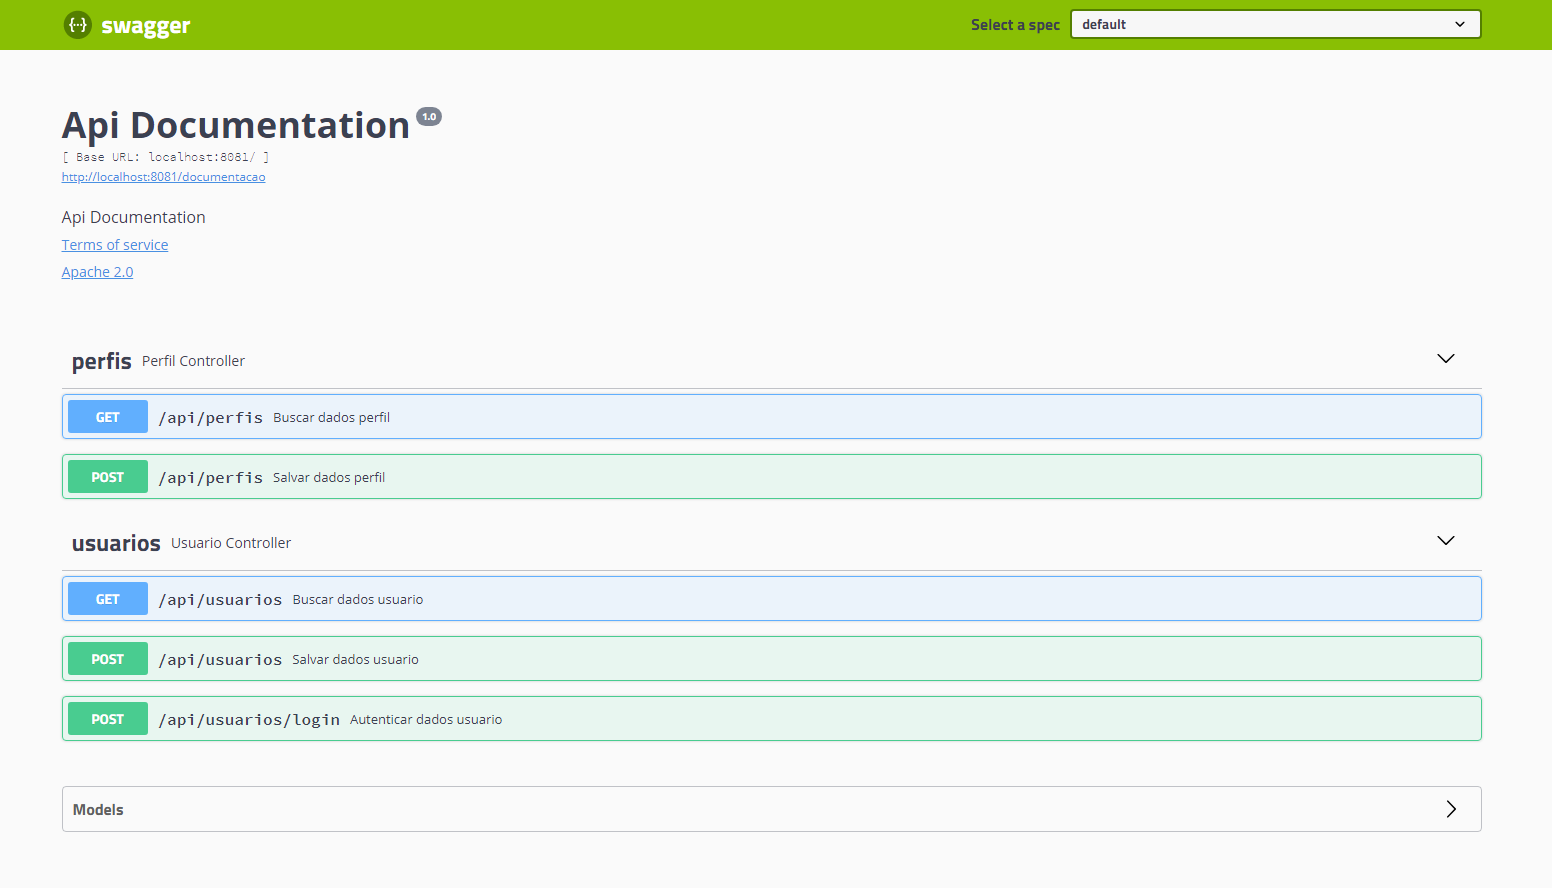 {···} swagger
Select a spec default
Api Documentation 1.0
[ Base URL: localhost:8081/ ]
http://localhost:8081/documentacao
Api Documentation
Terms of service
Apache 2.0
perfis Perfil Controller
GET /api/perfis Buscar dados perfil
POST /api/perfis Salvar dados perfil
usuarios Usuario Controller
GET /api/usuarios Buscar dados usuario
POST /api/usuarios Salvar dados usuario
POST /api/usuarios/login Autenticar dados usuario
Models